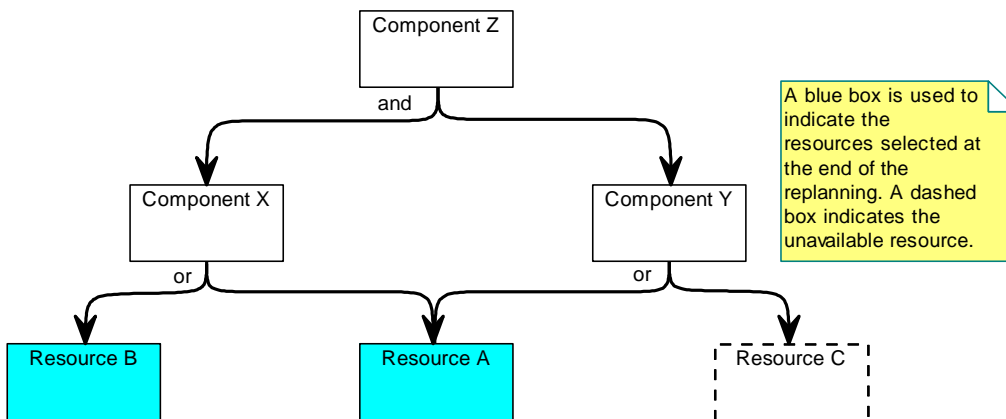 Component Z
and
A blue box is used to
indicate the
resources selected at
the end of the
replanning. A dashed
box indicates the
unavailable resource.
Component X
Component Y
or
or
Resource B
Resource A
Resource C